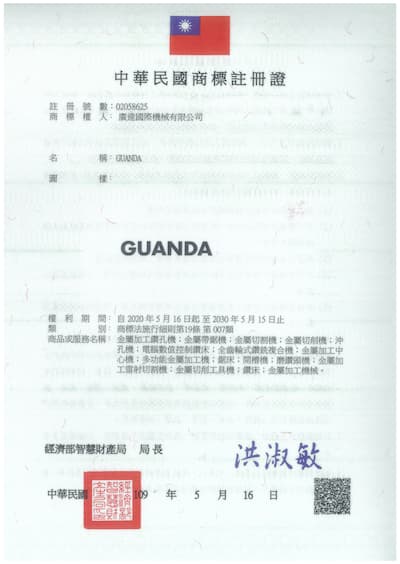 中華民國商標註冊證
註冊號數：02058625
商標權人：廣達國際機械有限公司
名稱：GUANDA
圖樣：
GUANDA
權利期間：自 2020 年 5 月 16 日起 至 2030 年 5 月 15 日止
類別：商標法施行細則第19條 第 007類
商品或服務名稱：金屬加工鑽孔機；金屬帶鋸機；金屬切割機；金屬切削機；沖
孔機；電腦數值控制鑽床；全齒輪式鑽銑複合機；金屬加工中
心機；多功能金屬加工機；鋸床；開槽機；磨鑽頭機；金屬加
工雷射切割機；金屬切削工具機；鑽床；金屬加工機械。
經濟部智慧財產局 局長
洪淑敏
中華民國 109 年 5 月 16 日